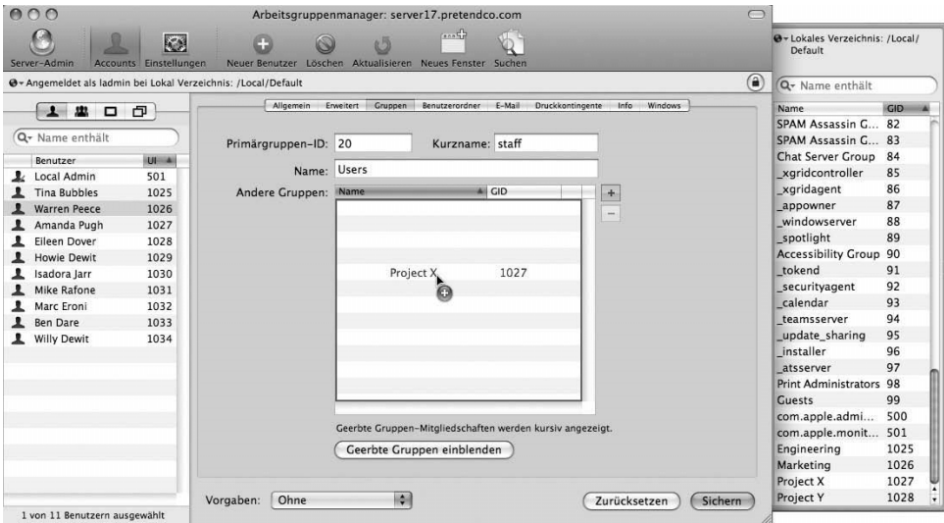 Arbeitsgruppenmanager: server17.pretendco.com
Server-Admin Accounts Einstellungen Neuer Benutzer Löschen Aktualisieren Neues Fenster Suchen
Angemeldet als ladmin bei Lokal Verzeichnis: /Local/Default
Name enthält
Benutzer UI
Local Admin 501
Tina Bubbles 1025
Warren Peece 1026
Amanda Pugh 1027
Eileen Dover 1028
Howie Dewit 1029
Isadora Jarr 1030
Mike Rafone 1031
Marc Eroni 1032
Ben Dare 1033
Willy Dewit 1034
1 von 11 Benutzern ausgewählt
Allgemein Erweitert Gruppen Benutzerordner E-Mail Druckkontingente Info Windows
Primärgruppen-ID: 20 Kurzname: staff
Name: Users
Andere Gruppen: Name GID
Project X 1027
Geerbte Gruppen-Mitgliedschaften werden kursiv angezeigt.
Geerbte Gruppen einblenden
Vorgaben: Ohne Zurücksetzen Sichern
Lokales Verzeichnis: /Local/
Default
Name enthält
Name GID
SPAM Assassin G... 82
SPAM Assassin G... 83
Chat Server Group 84
_xgridcontroller 85
_xgridagent 86
_appowner 87
_windowserver 88
_spotlight 89
Accessibility Group 90
_tokend 91
_securityagent 92
_calendar 93
_teamsserver 94
_update_sharing 95
_installer 96
_atsserver 97
Print Administrators 98
Guests 99
com.apple.admi... 500
com.apple.monit... 501
Engineering 1025
Marketing 1026
Project X 1027
Project Y 1028